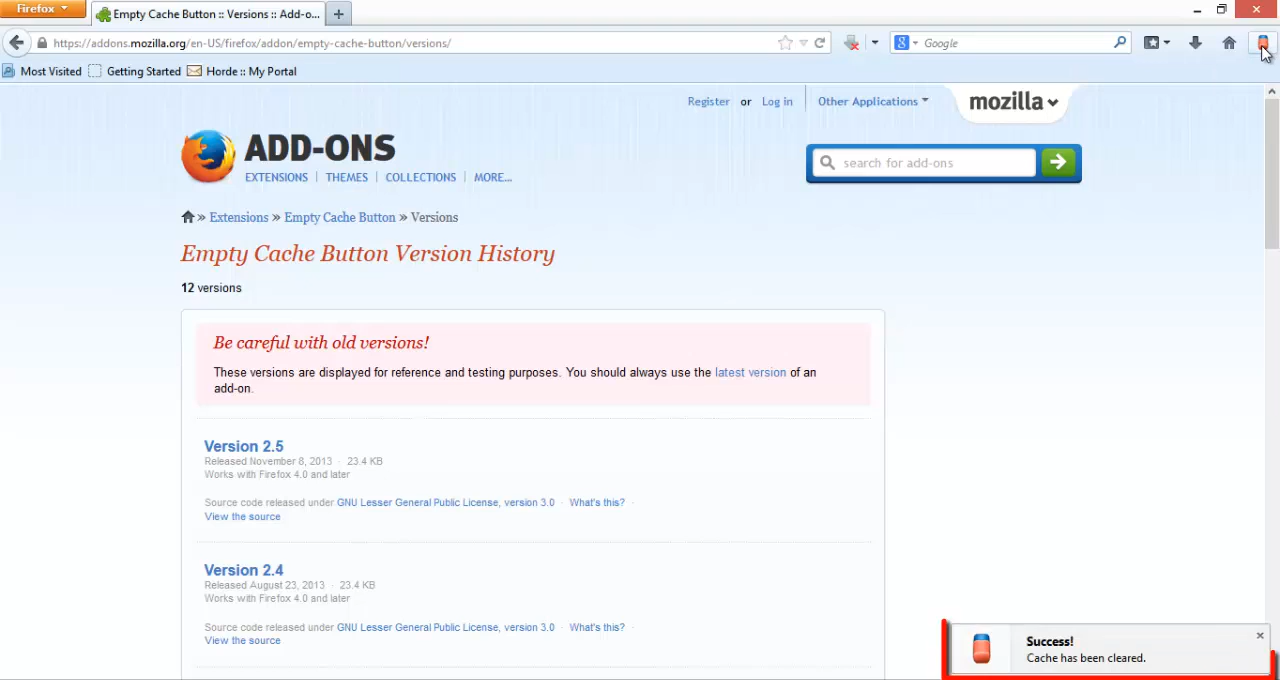 Firefox
Empty Cache Button :: Versions :: Add-o...
https://addons.mozilla.org/en-US/firefox/addon/empty-cache-button/versions/
Google
Most Visited Getting Started Horde :: My Portal
Register or Log in Other Applications mozilla
ADD-ONS
EXTENSIONS | THEMES | COLLECTIONS | MORE...
search for add-ons
» Extensions » Empty Cache Button » Versions
Empty Cache Button Version History
12 versions
Be careful with old versions!
These versions are displayed for reference and testing purposes. You should always use the latest version of an
add-on.
Version 2.5
Released November 8, 2013 · 23.4 KB
Works with Firefox 4.0 and later
Source code released under GNU Lesser General Public License, version 3.0 · What's this? ·
View the source
Version 2.4
Released August 23, 2013 · 23.4 KB
Works with Firefox 4.0 and later
Source code released under GNU Lesser General Public License, version 3.0 · What's this? ·
View the source
Success!
Cache has been cleared.